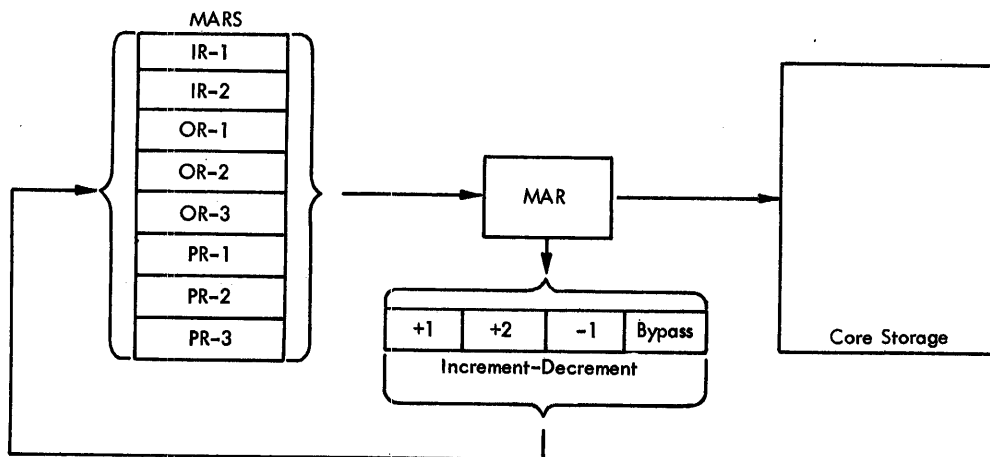 MARS
IR-1
IR-2
OR-1
OR-2
OR-3
PR-1
PR-2
PR-3
MAR
+1 +2 -1 Bypass
Increment-Decrement
Core Storage